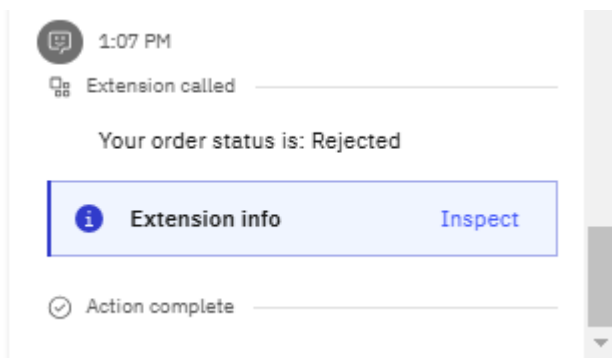 1:07 PM
Extension called
Your order status is: Rejected
Extension info Inspect
Action complete